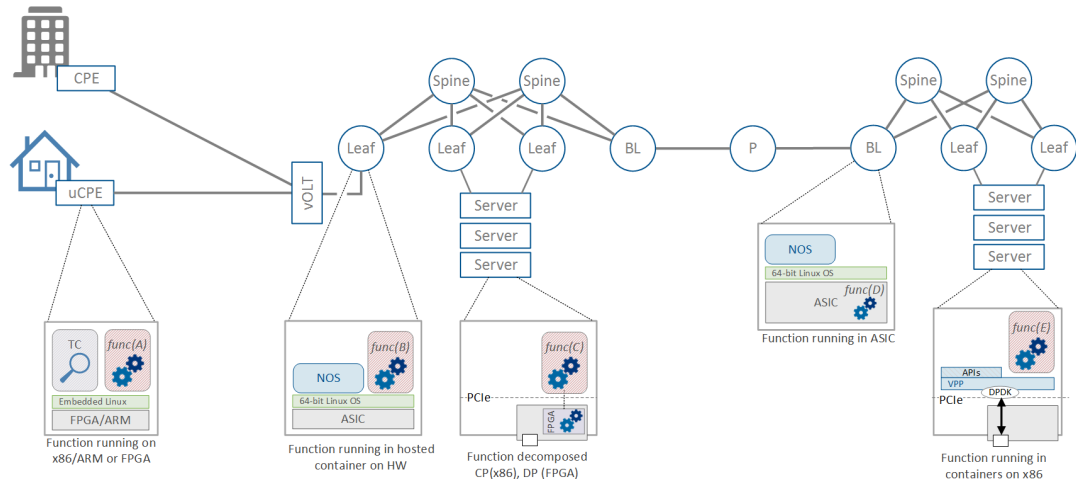 CPE
uCPE
vOLT
Spine
Spine
Leaf
Leaf
Leaf
BL
P
BL
Spine
Spine
Leaf
Leaf
Server
Server
Server
Server
Server
Server
TC
func(A)
Embedded Linux
FPGA/ARM
Function running on
x86/ARM or FPGA
NOS
func(B)
64-bit Linux OS
ASIC
Function running in hosted
container on HW
func(C)
PCIe
FPGA
Function decomposed
CP(x86), DP (FPGA)
NOS
64-bit Linux OS
ASIC
func(D)
Function running in ASIC
func(E)
APIs
VPP
DPDK
PCIe
Function running in
containers on x86